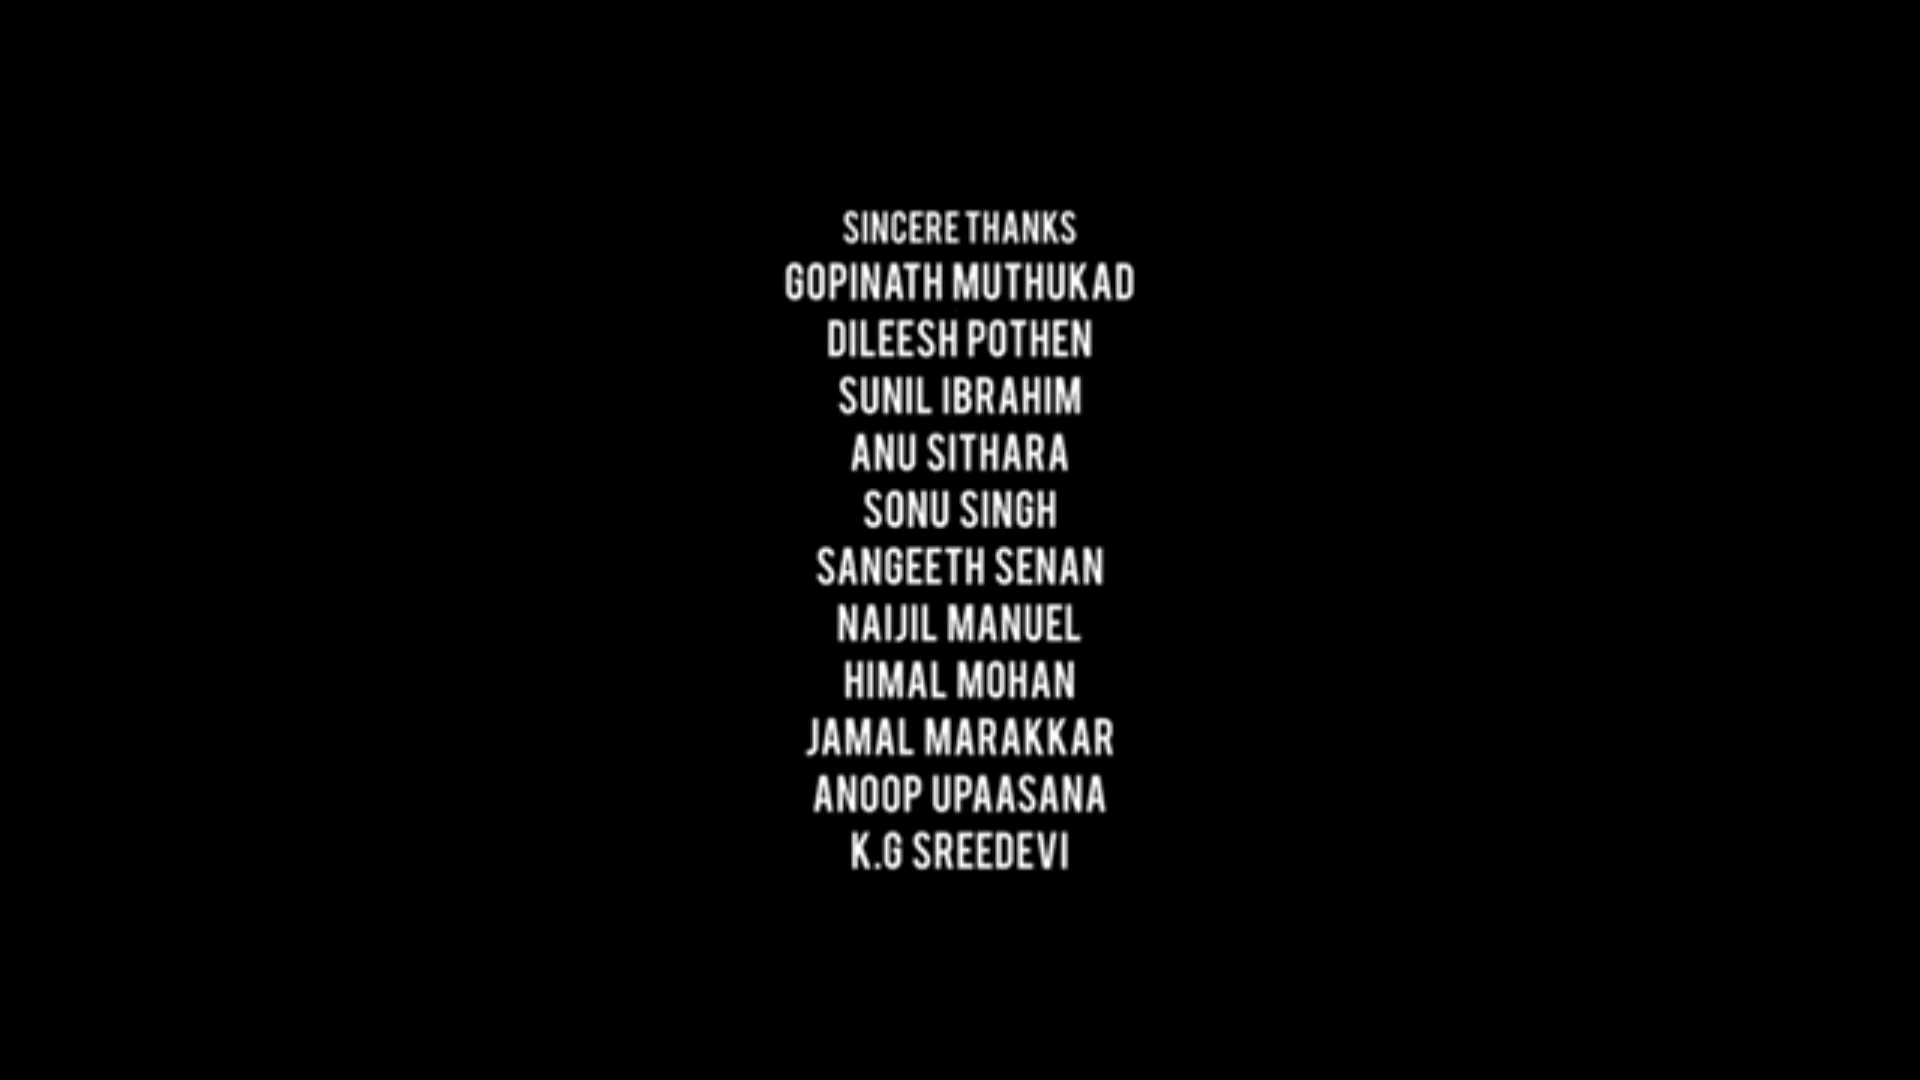 SINCERE THANKS
GOPINATH MUTHUKAD
DILEESH POTHEN
SUNIL IBRAHIM
ANU SITHARA
SONU SINGH
SANGEETH SENAN
NAIJIL MANUEL
HIMAL MOHAN
JAMAL MARAKKAR
ANOOP UPAASANA
K.G SREEDEVI